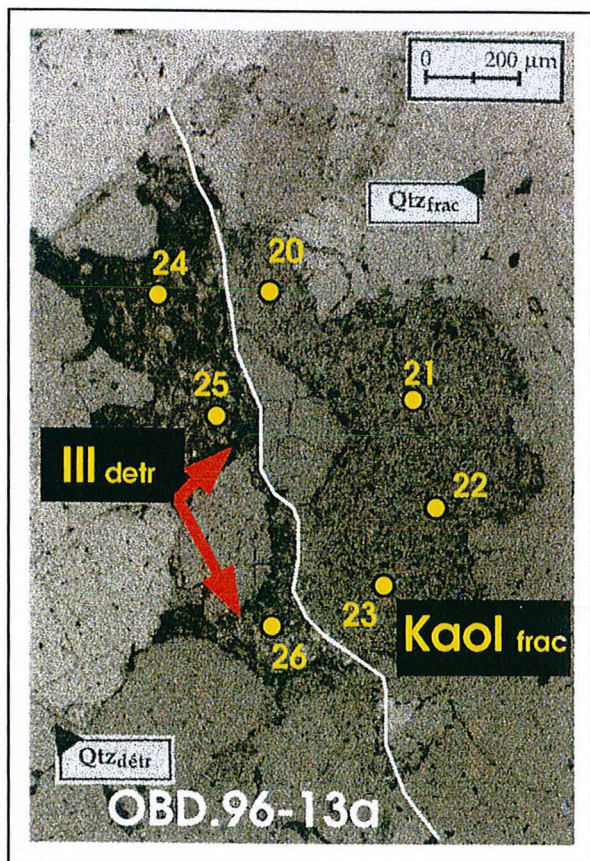 0 200 µm
Qtzfrac
24
20
25
21
Ill detr
22
23
Kaol frac
26
Qtzdétr
OBD.96-13a